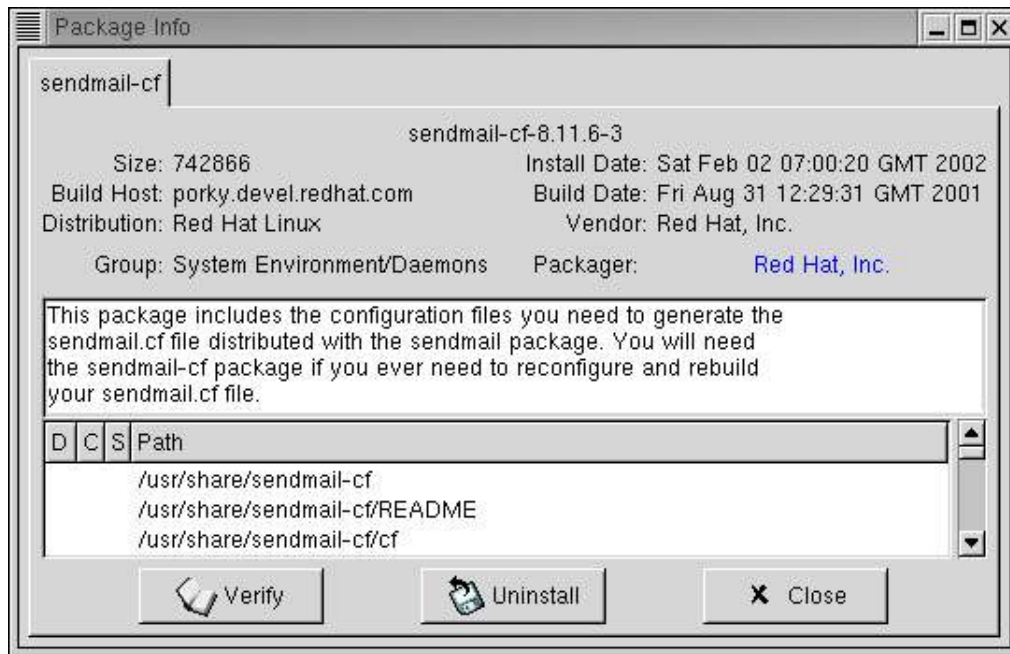 Package Info
sendmail-cf
sendmail-cf-8.11.6-3
Size: 742866 Install Date: Sat Feb 02 07:00:20 GMT 2002
Build Host: porky.devel.redhat.com Build Date: Fri Aug 31 12:29:31 GMT 2001
Distribution: Red Hat Linux Vendor: Red Hat, Inc.
Group: System Environment/Daemons Packager: Red Hat, Inc.
This package includes the configuration files you need to generate the
sendmail.cf file distributed with the sendmail package. You will need
the sendmail-cf package if you ever need to reconfigure and rebuild
your sendmail.cf file.
D C S Path
/usr/share/sendmail-cf
/usr/share/sendmail-cf/README
/usr/share/sendmail-cf/cf
Verify Uninstall Close